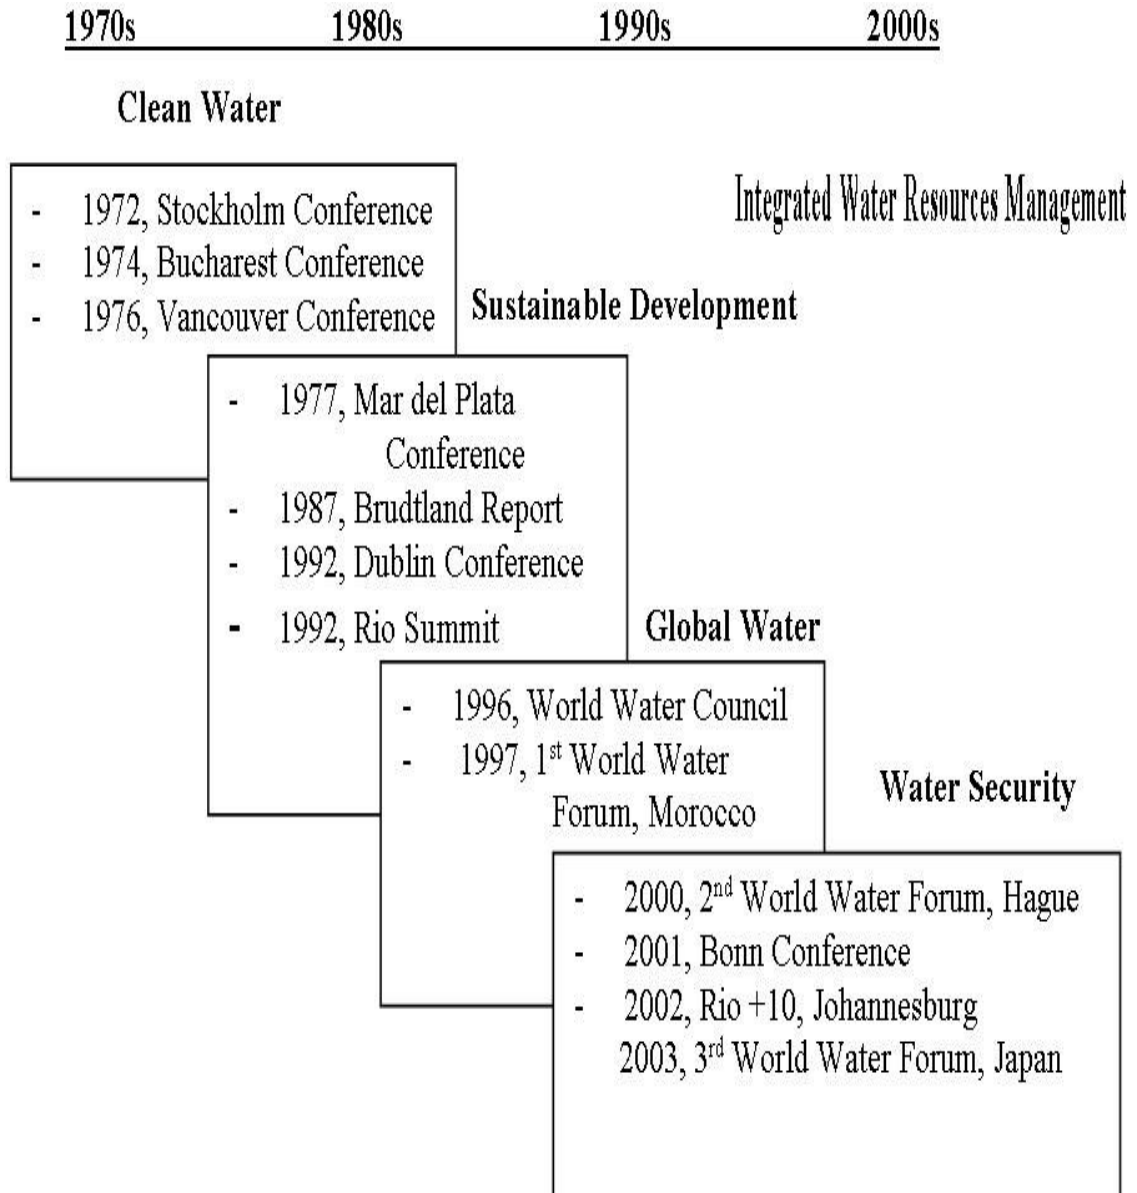 1970s 1980s 1990s 2000s
Clean Water
- 1972, Stockholm Conference
- 1974, Bucharest Conference
- 1976, Vancouver Conference
Integrated Water Resources Management
Sustainable Development
- 1977, Mar del Plata
Conference
- 1987, Brudtland Report
- 1992, Dublin Conference
- 1992, Rio Summit
Global Water
- 1996, World Water Council
- 1997, 1st World Water
Forum, Morocco
Water Security
- 2000, 2nd World Water Forum, Hague
- 2001, Bonn Conference
- 2002, Rio +10, Johannesburg
2003, 3rd World Water Forum, Japan